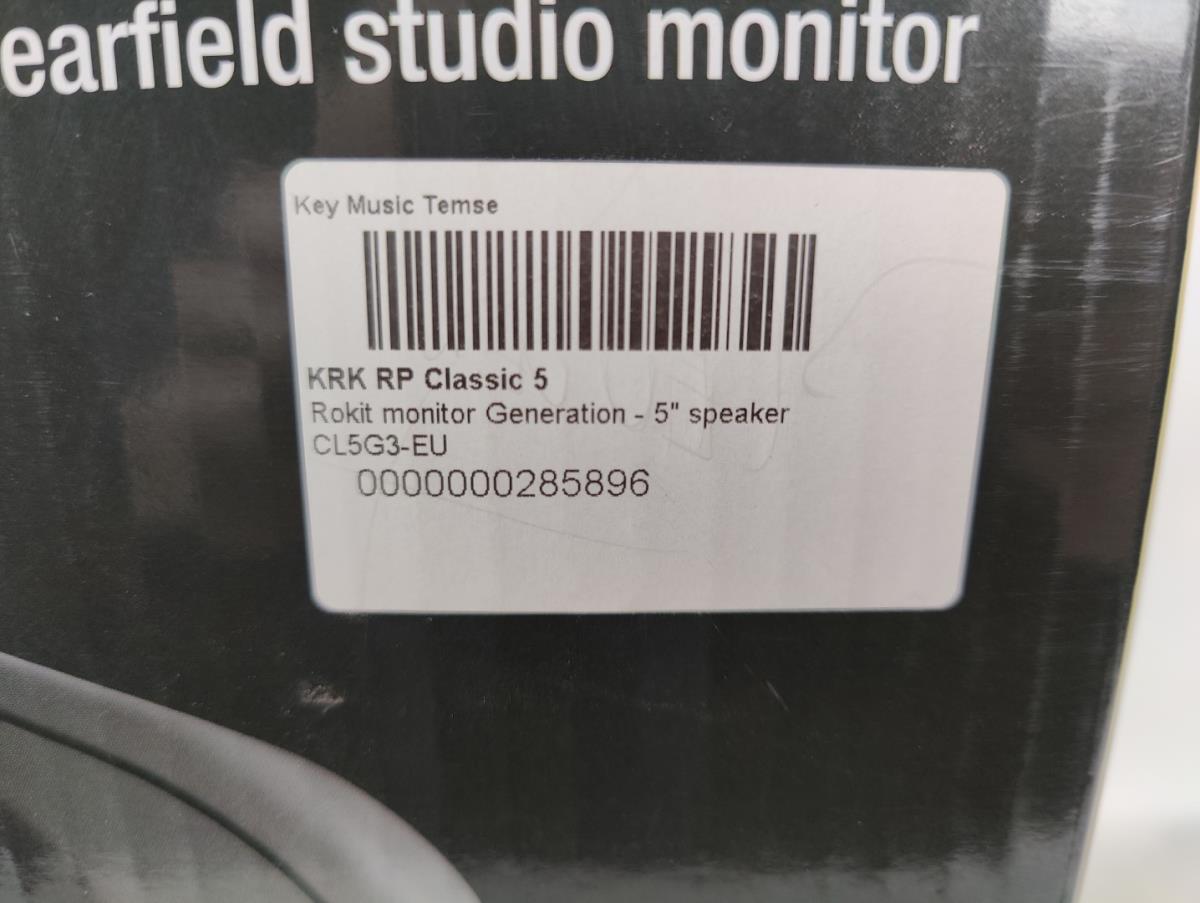 earfield studio monitor
Key Music Temse
KRK RP Classic 5
Rokit monitor Generation - 5" speaker
CL5G3-EU
0000000285896